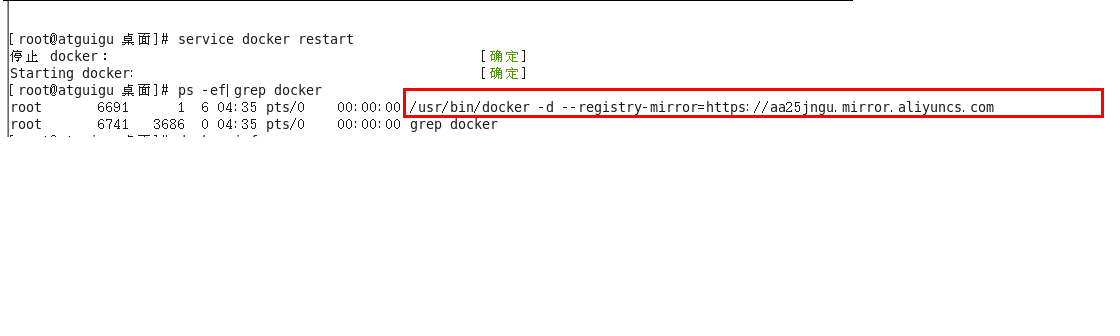 [root@atguigu 桌面]# service docker restart
停止 docker： [确定]
Starting docker: [确定]
[root@atguigu 桌面]# ps -ef|grep docker
root 6691 1 6 04:35 pts/0 00:00:00 /usr/bin/docker -d --registry-mirror=https://aa25jngu.mirror.aliyuncs.com
root 6741 3686 0 04:35 pts/0 00:00:00 grep docker